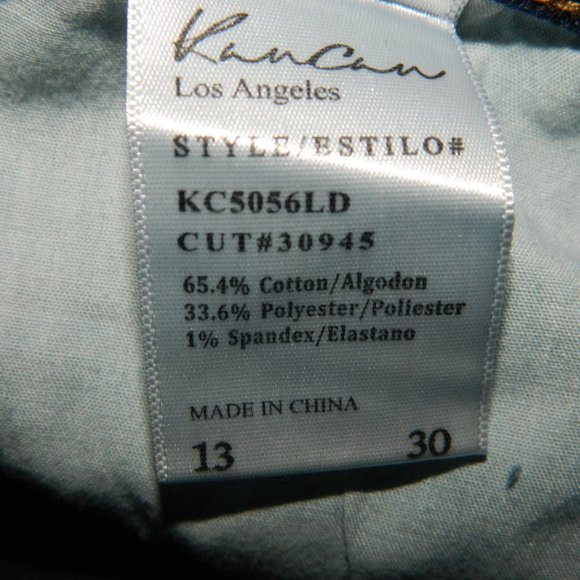 KanCan
Los Angeles
STYLE/ESTILO#
KC5056LD
CUT#30945
65.4% Cotton/Algodon
33.6% Polyester/Poliester
1% Spandex/Elastano
MADE IN CHINA
13 30